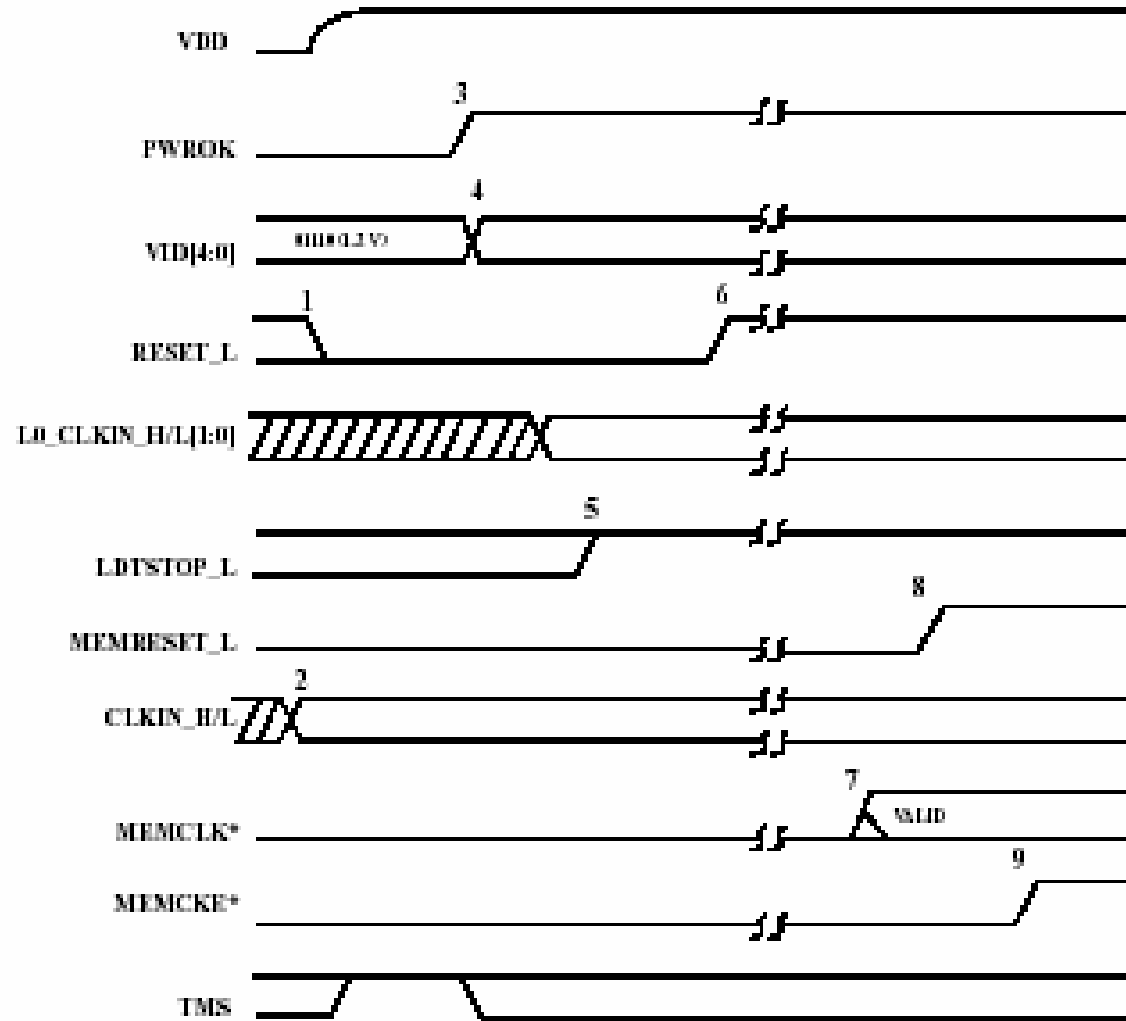 VDD
3
PWROK
4
VID[4:0]
1
6
RESET_L
L0_CLKIN_H/L[1:0]
5
LDTSTOP_L
8
MEMRESET_L
2
CLKIN_H/L
7
MEMCLK*
VALID
9
MEMCKE*
TMS